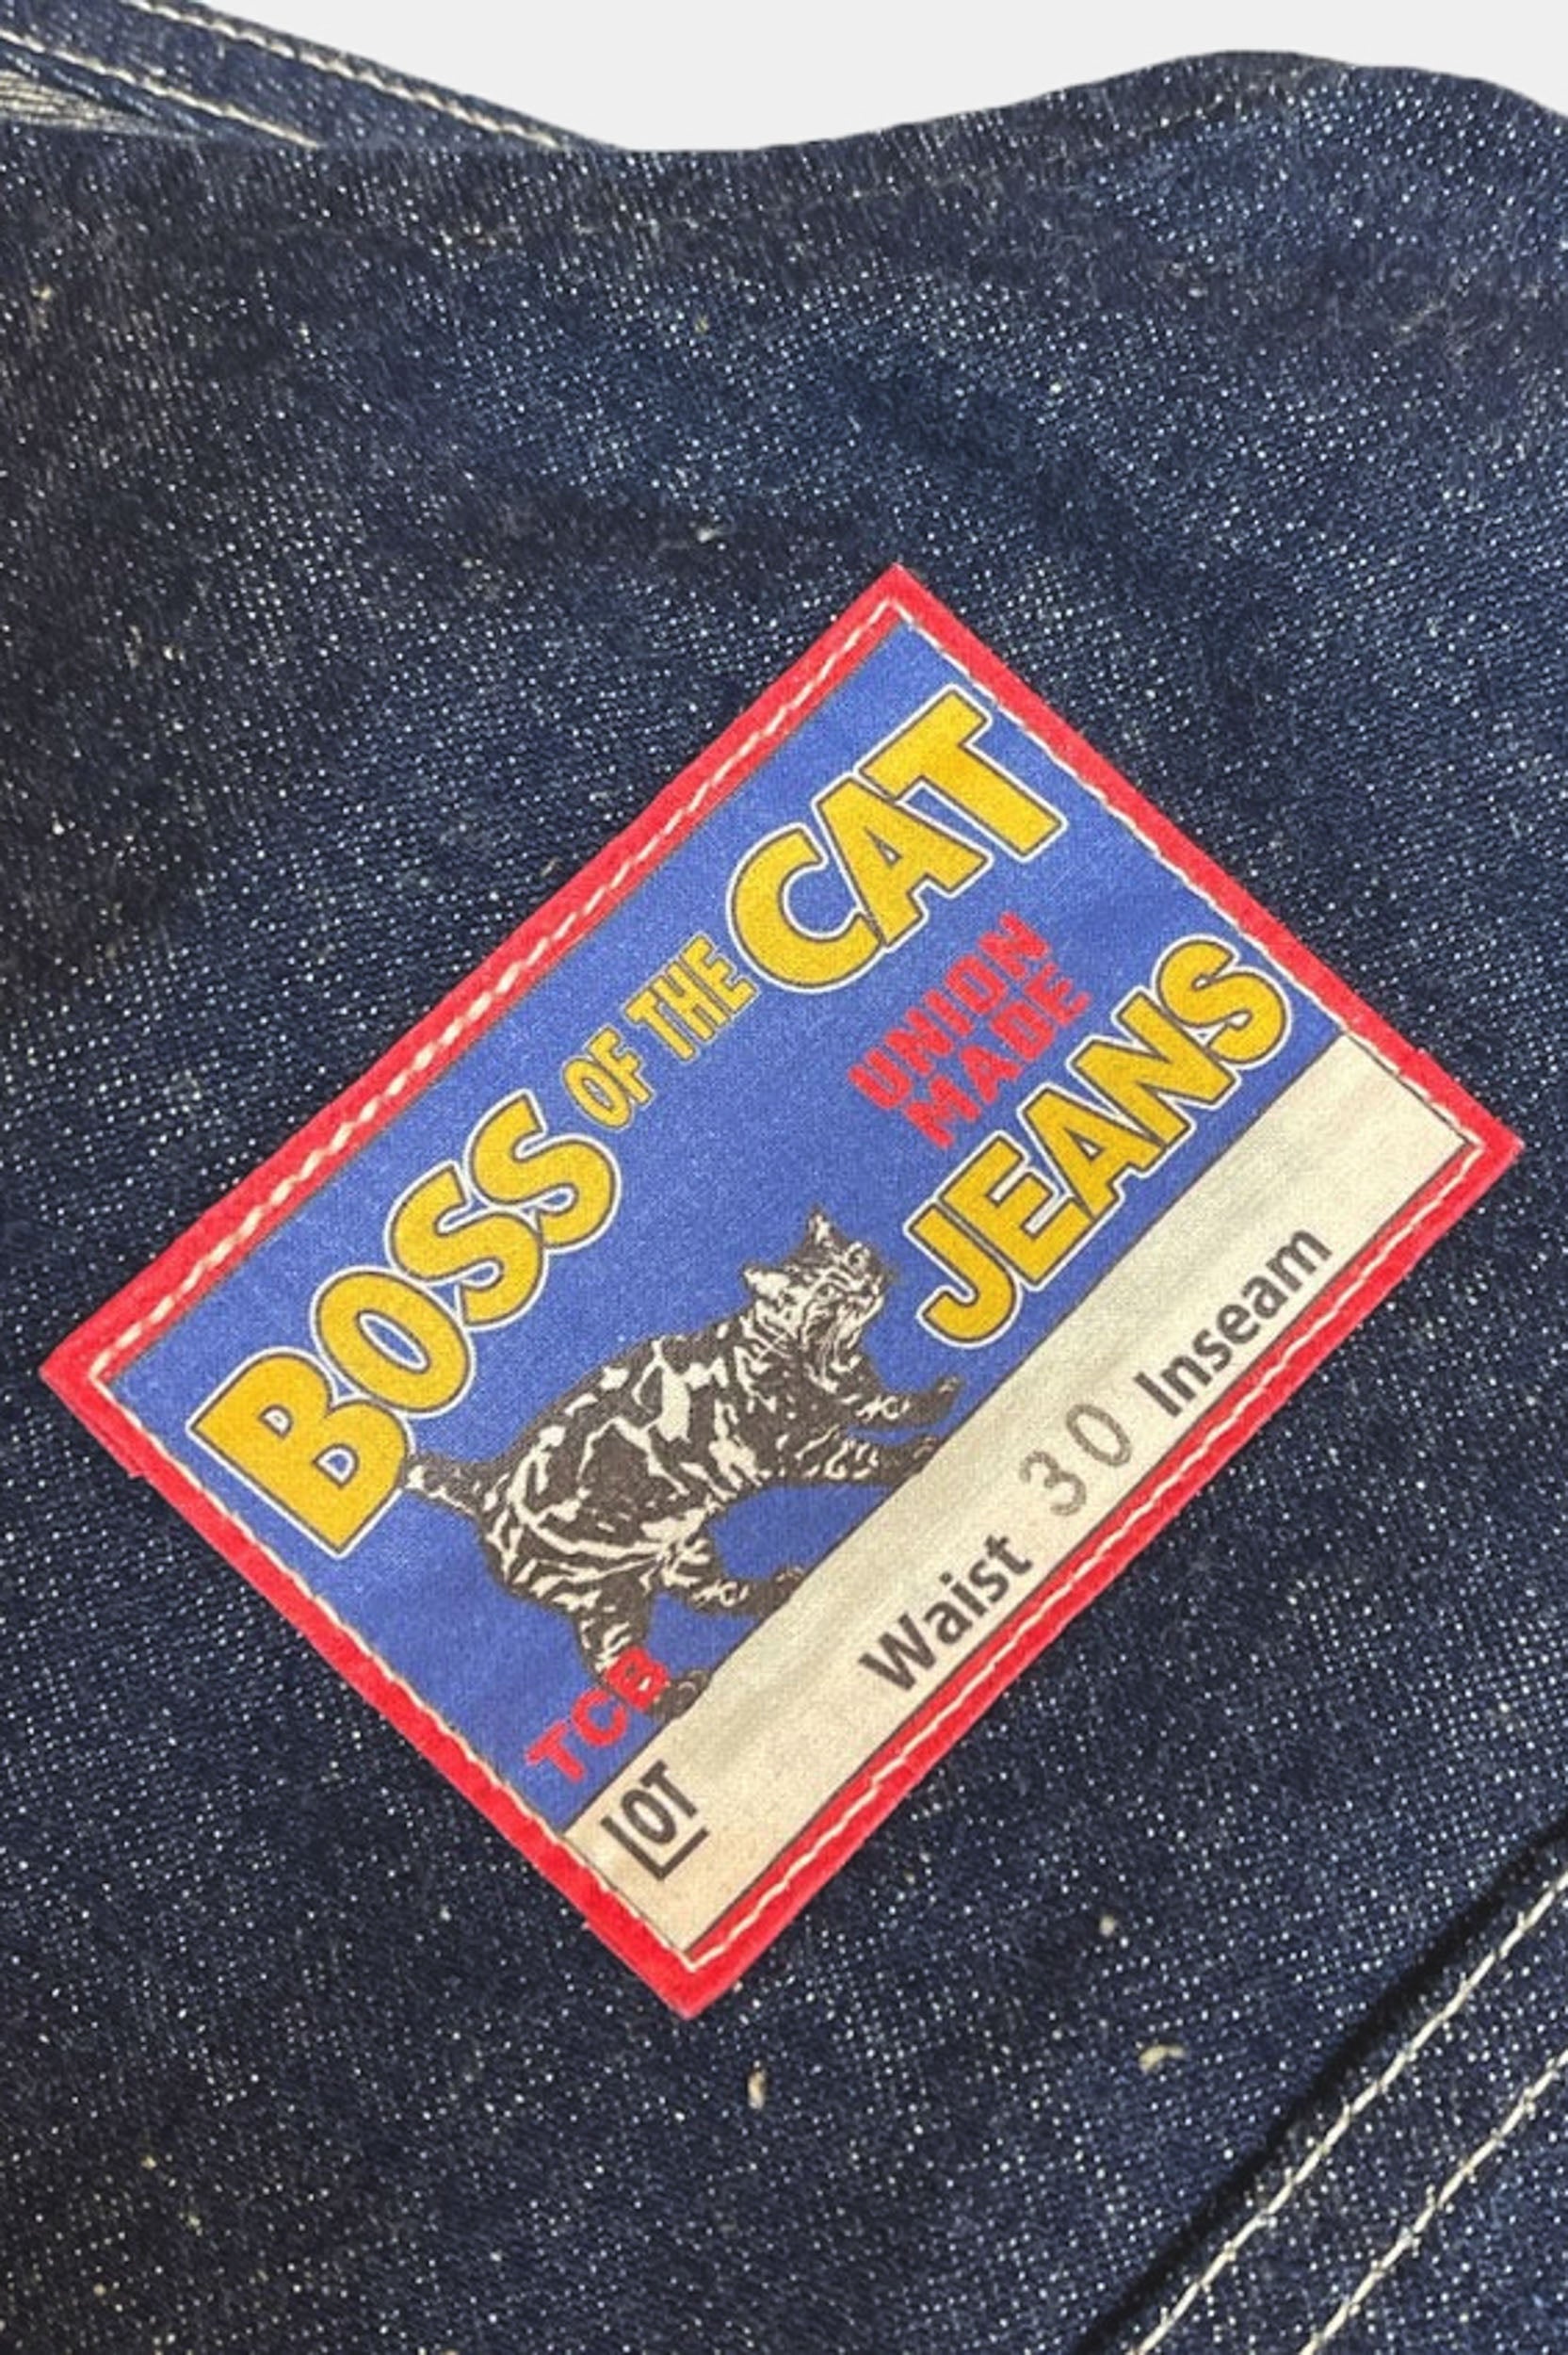 BOSS OF THE CAT
UNION
MADE
JEANS
TCB
LOT
Waist 30 Inseam